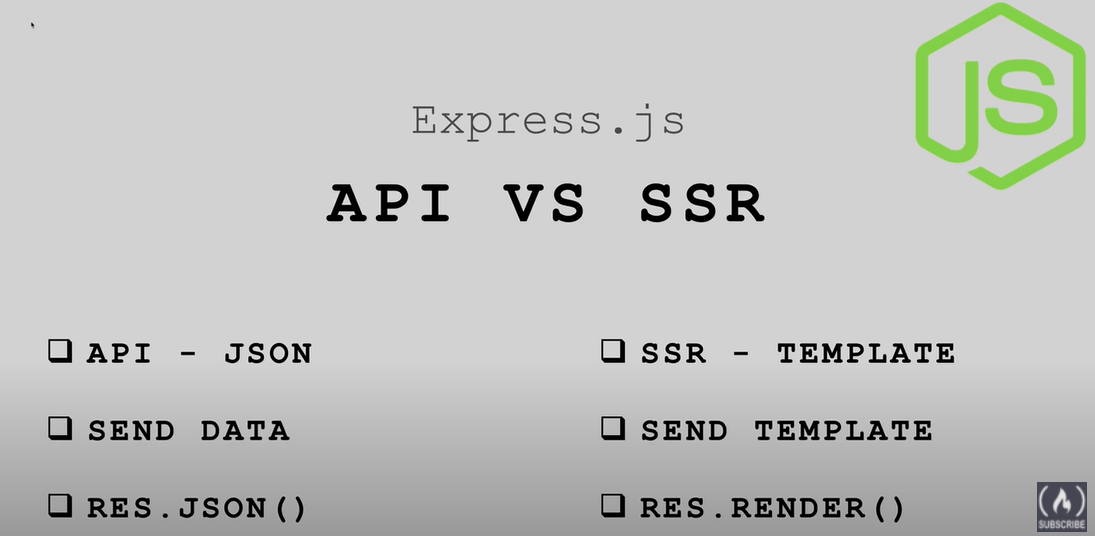 JS
Express.js
API VS SSR
❑ API - JSON
❑ SEND DATA
❑ RES.JSON()
❑ SSR - TEMPLATE
❑ SEND TEMPLATE
❑ RES.RENDER()
SUBSCRIBE